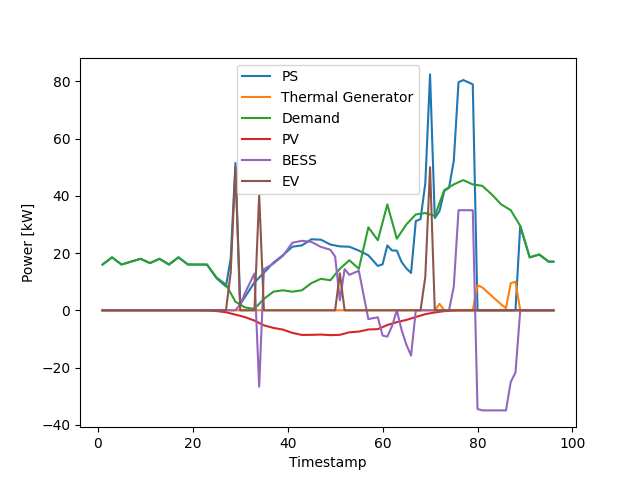 PS
Thermal Generator
Demand
PV
BESS
EV
Power [kW]
80
60
40
20
0
−20
−40
0 20 40 60 80 100
Timestamp